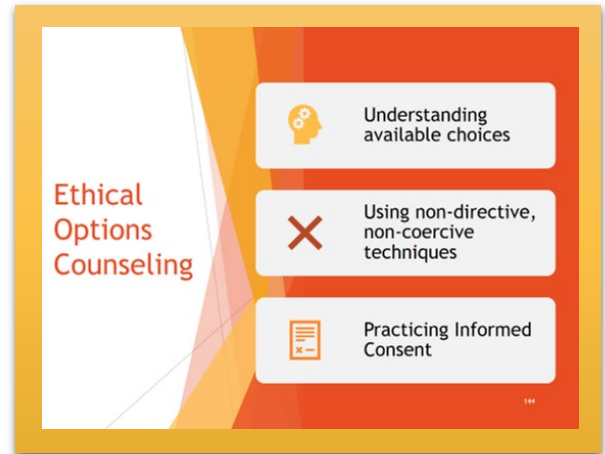 Ethical
Options
Counseling
Understanding
available choices
Using non-directive,
non-coercive
techniques
Practicing Informed
Consent
144